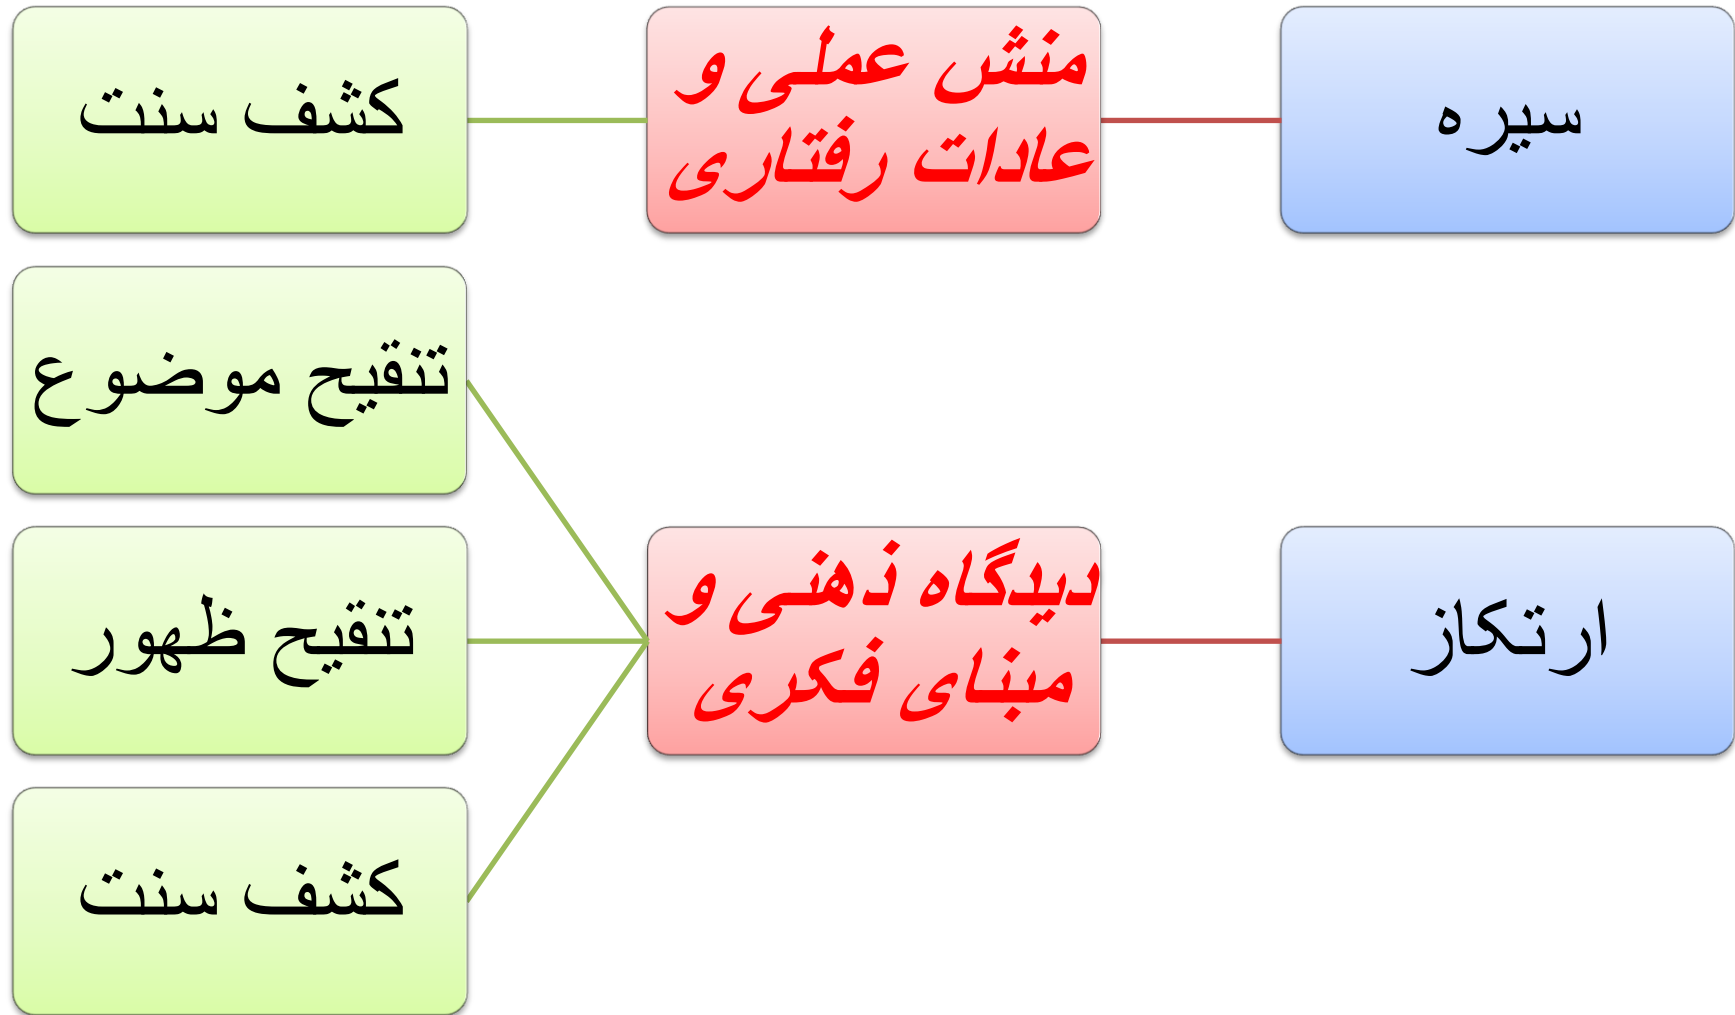 سیره
منش عملی و
عادات رفتاری
کشف سنت
ارتکاز
دیدگاه ذهنی و
مبنای فکری
تنقیح موضوع
تنقیح ظهور
کشف سنت